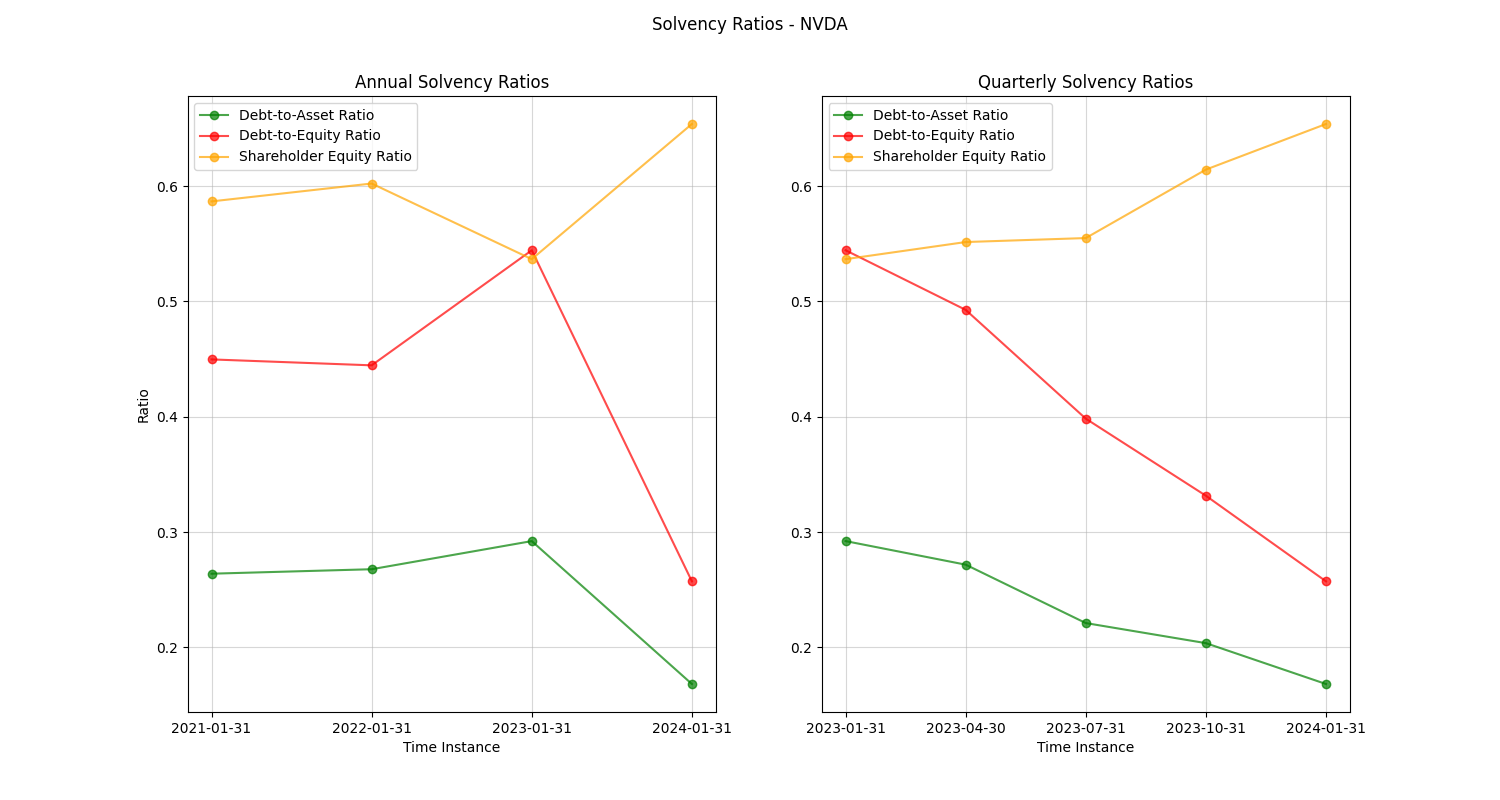 Solvency Ratios - NVDA
Annual Solvency Ratios
Debt-to-Asset Ratio
Debt-to-Equity Ratio
Shareholder Equity Ratio
Ratio
0.6
0.5
0.4
0.3
0.2
2021-01-31
2022-01-31
2023-01-31
2024-01-31
Time Instance
Quarterly Solvency Ratios
Debt-to-Asset Ratio
Debt-to-Equity Ratio
Shareholder Equity Ratio
0.6
0.5
0.4
0.3
0.2
2023-01-31
2023-04-30
2023-07-31
2023-10-31
2024-01-31
Time Instance